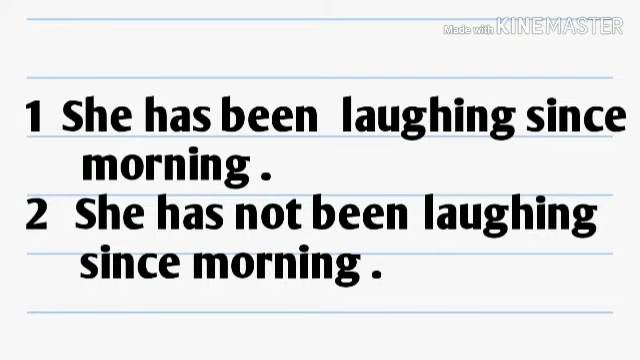 Made with KINEMASTER
1 She has been laughing since
morning .
2 She has not been laughing
since morning .